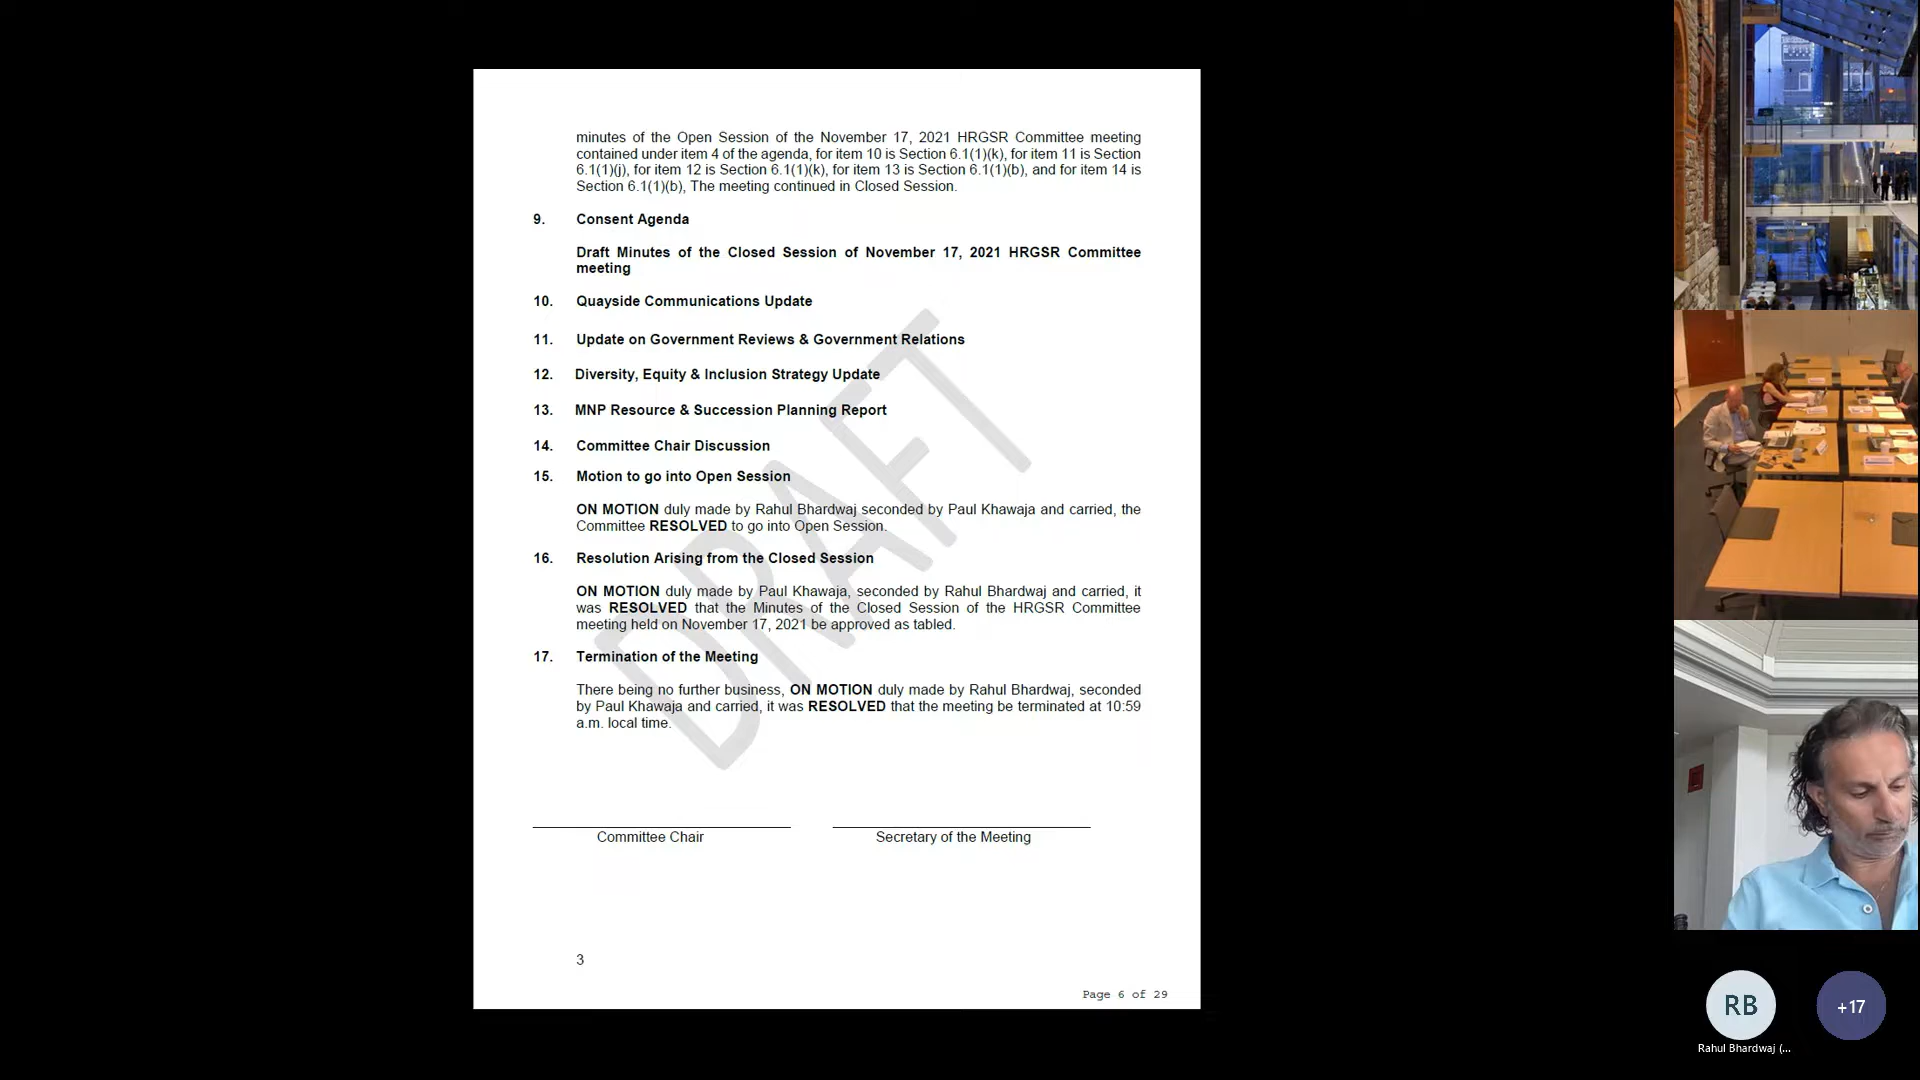 minutes of the Open Session of the November 17, 2021 HRGSR Committee meeting
contained under item 4 of the agenda, for item 10 is Section 6.1(1)(k), for item 11 is Section
6.1(1)(j), for item 12 is Section 6.1(1)(k), for item 13 is Section 6.1(1)(b), and for item 14 is
Section 6.1(1)(b), The meeting continued in Closed Session.
9. Consent Agenda
Draft Minutes of the Closed Session of November 17, 2021 HRGSR Committee
meeting
10. Quayside Communications Update
11. Update on Government Reviews & Government Relations
12. Diversity, Equity & Inclusion Strategy Update
13. MNP Resource & Succession Planning Report
14. Committee Chair Discussion
15. Motion to go into Open Session
ON MOTION duly made by Rahul Bhardwaj seconded by Paul Khawaja and carried, the
Committee RESOLVED to go into Open Session.
16. Resolution Arising from the Closed Session
ON MOTION duly made by Paul Khawaja, seconded by Rahul Bhardwaj and carried, it
was RESOLVED that the Minutes of the Closed Session of the HRGSR Committee
meeting held on November 17, 2021 be approved as tabled.
17. Termination of the Meeting
There being no further business, ON MOTION duly made by Rahul Bhardwaj, seconded
by Paul Khawaja and carried, it was RESOLVED that the meeting be terminated at 10:59
a.m. local time.
DRAFT
Committee Chair Secretary of the Meeting
3
Page 6 of 29
RB
Rahul Bhardwaj (...
+17